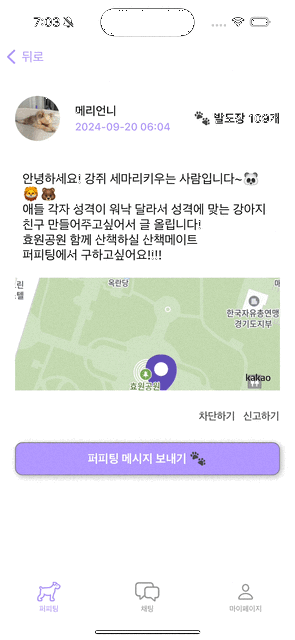 7:03
뒤로
메리언니
2024-09-20 06:04
발도장 109개
안녕하세요! 강쥐 세마리키우는 사람입니다~🐼
🦁🐻
애들 각자 성격이 워낙 달라서 성격에 맞는 강아지
친구 만들어주고싶어서 글 올립니다!
효원공원 함께 산책하실 산책메이트
퍼피팅에서 구하고싶어요!!!!
린
옥란당
매
텔
한국자유총연맹
경기도지부
효원공원
kakao
차단하기 신고하기
퍼피팅 메시지 보내기 🐾
퍼피팅 채팅 마이페이지